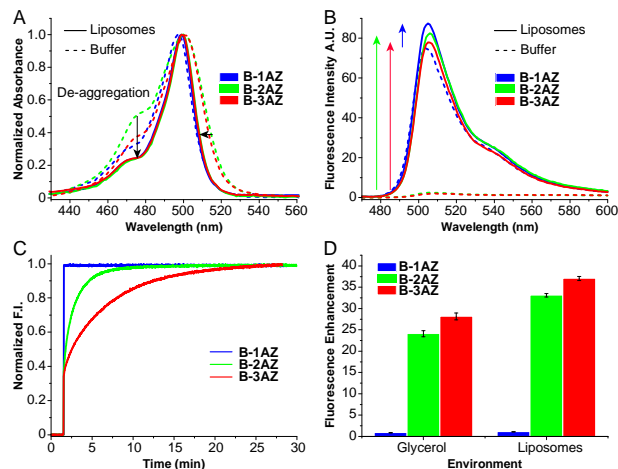 A
Normalized Absorbance
1.0
0.8
0.6
0.4
0.2
0.0
Liposomes
Buffer
De-aggregation
B-1AZ
B-2AZ
B-3AZ
440 460 480 500 520 540 560
Wavelength (nm)
B
Fluorescence Intensity A.U.
80
60
40
20
0
Liposomes
Buffer
B-1AZ
B-2AZ
B-3AZ
480 500 520 540 560 580 600
Wavelength (nm)
C
Normalized F.I.
1.0
0.8
0.6
0.4
0.2
0.0
B-1AZ
B-2AZ
B-3AZ
0 5 10 15 20 25 30
Time (min)
D
Fluorescence Enhancement
40
35
30
25
20
15
10
5
0
B-1AZ
B-2AZ
B-3AZ
Glycerol Liposomes
Environment